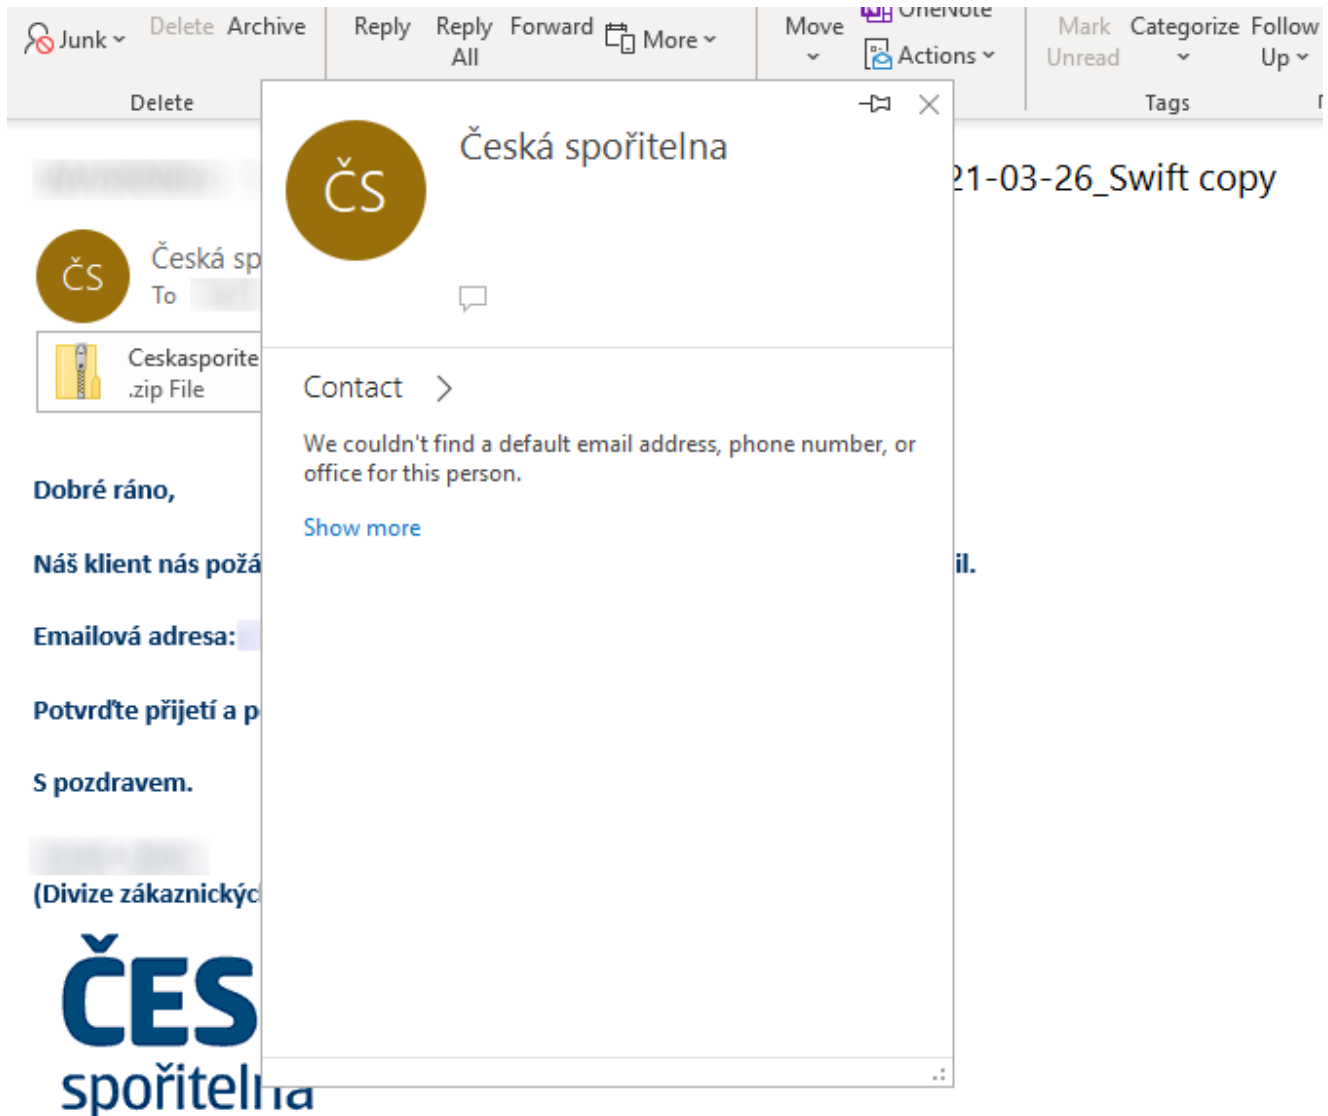 OneNote
Junk Delete Archive Reply Reply All Forward More Move Actions Mark Unread Categorize Follow Up
Delete Tags
Česká spořitelna
ČS
21-03-26_Swift copy
ČS
Česká sp
To
Ceskasporite
.zip File
Contact
We couldn't find a default email address, phone number, or
office for this person.
Show more
Dobré ráno,
Náš klient nás požá il.
Emailová adresa:
Potvrďte přijetí a p
S pozdravem.
(Divize zákaznickýc
ČES
spořitelna